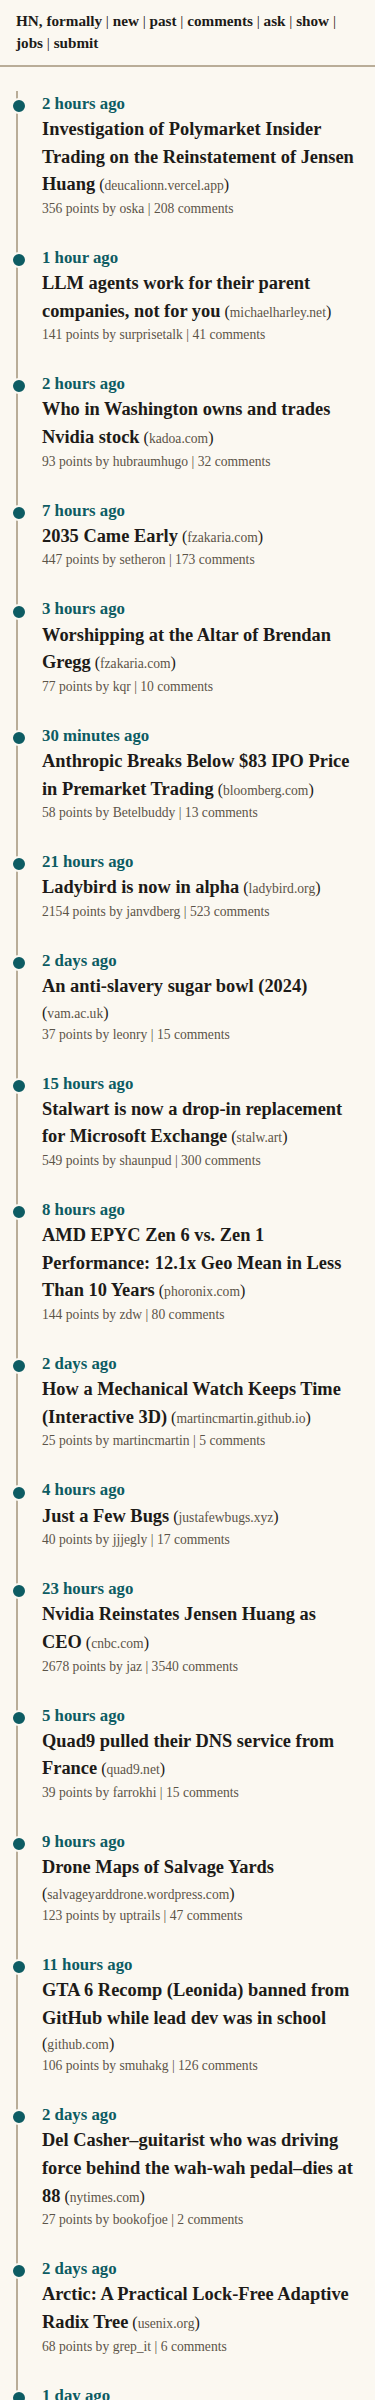 HN, formally | new | past | comments | ask | show |
jobs | submit
2 hours ago
Investigation of Polymarket Insider
Trading on the Reinstatement of Jensen
Huang (deucalionn.vercel.app)
356 points by oska | 208 comments
1 hour ago
LLM agents work for their parent
companies, not for you (michaelharley.net)
141 points by surprisetalk | 41 comments
2 hours ago
Who in Washington owns and trades
Nvidia stock (kadoa.com)
93 points by hubraumhugo | 32 comments
7 hours ago
2035 Came Early (fzakaria.com)
447 points by setheron | 173 comments
3 hours ago
Worshipping at the Altar of Brendan
Gregg (fzakaria.com)
77 points by kqr | 10 comments
30 minutes ago
Anthropic Breaks Below $83 IPO Price
in Premarket Trading (bloomberg.com)
58 points by Betelbuddy | 13 comments
21 hours ago
Ladybird is now in alpha (ladybird.org)
2154 points by janvdberg | 523 comments
2 days ago
An anti-slavery sugar bowl (2024)
(vam.ac.uk)
37 points by leonry | 15 comments
15 hours ago
Stalwart is now a drop-in replacement
for Microsoft Exchange (stalw.art)
549 points by shaunpud | 300 comments
8 hours ago
AMD EPYC Zen 6 vs. Zen 1
Performance: 12.1x Geo Mean in Less
Than 10 Years (phoronix.com)
144 points by zdw | 80 comments
2 days ago
How a Mechanical Watch Keeps Time
(Interactive 3D) (martincmartin.github.io)
25 points by martincmartin | 5 comments
4 hours ago
Just a Few Bugs (justafewbugs.xyz)
40 points by jjjegly | 17 comments
23 hours ago
Nvidia Reinstates Jensen Huang as
CEO (cnbc.com)
2678 points by jaz | 3540 comments
5 hours ago
Quad9 pulled their DNS service from
France (quad9.net)
39 points by farrokhi | 15 comments
9 hours ago
Drone Maps of Salvage Yards
(salvageyarddrone.wordpress.com)
123 points by uptrails | 47 comments
11 hours ago
GTA 6 Recomp (Leonida) banned from
GitHub while lead dev was in school
(github.com)
106 points by smuhakg | 126 comments
2 days ago
Del Casher–guitarist who was driving
force behind the wah-wah pedal–dies at
88 (nytimes.com)
27 points by bookofjoe | 2 comments
2 days ago
Arctic: A Practical Lock-Free Adaptive
Radix Tree (usenix.org)
68 points by grep_it | 6 comments
1 day ago